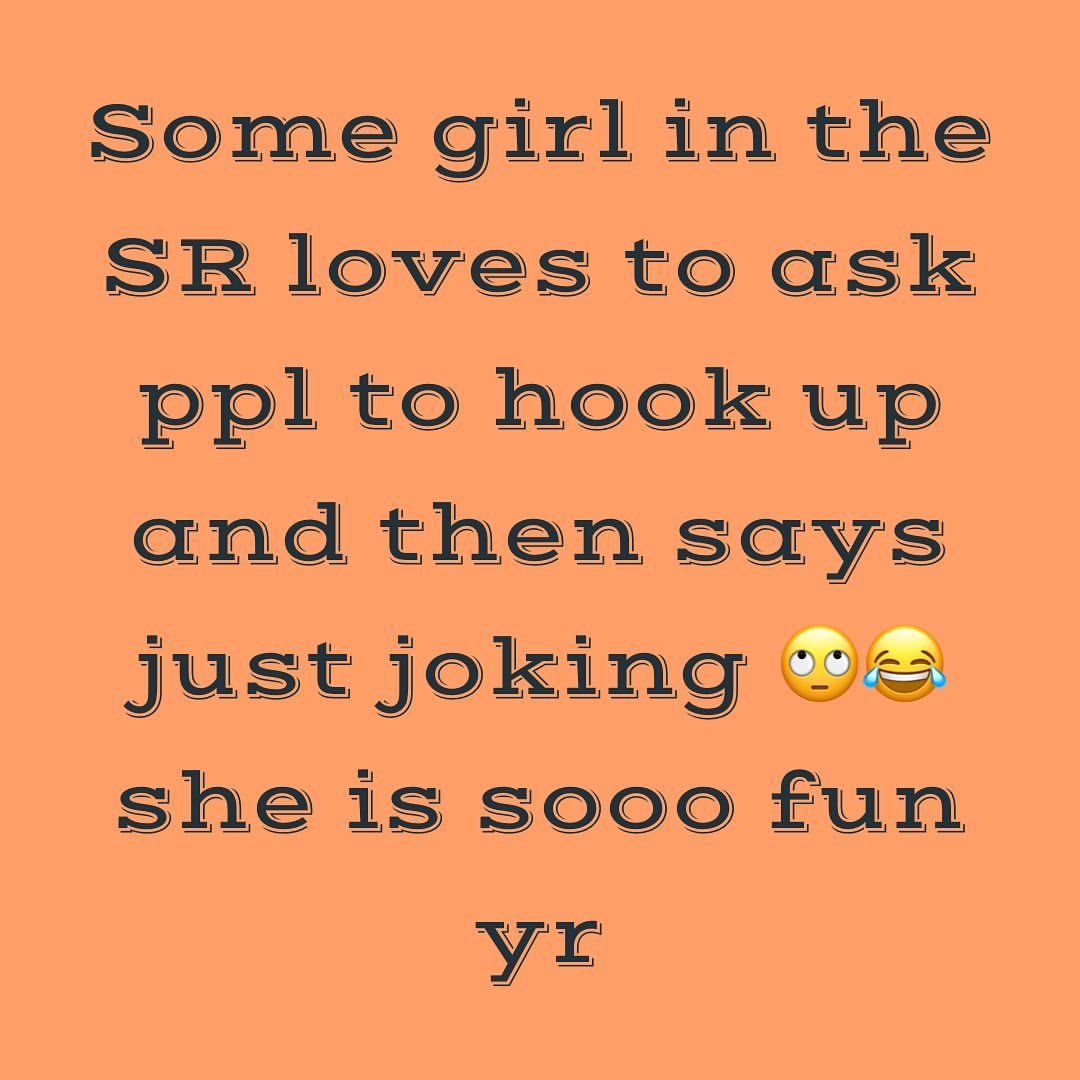 Some girl in the
SR loves to ask
ppl to hook up
and then says
just joking 🙄😂
she is sooo fun
yr